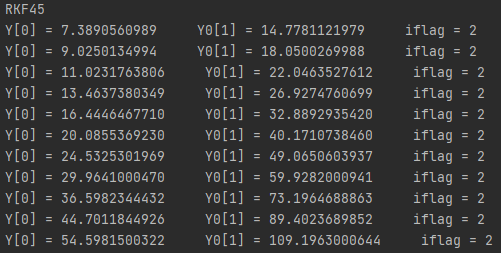 RKF45
Y[0] = 7.3890560989 Y0[1] = 14.7781121979 iflag = 2
Y[0] = 9.0250134994 Y0[1] = 18.0500269988 iflag = 2
Y[0] = 11.0231763806 Y0[1] = 22.0463527612 iflag = 2
Y[0] = 13.4637380349 Y0[1] = 26.9274760699 iflag = 2
Y[0] = 16.4446467710 Y0[1] = 32.8892935420 iflag = 2
Y[0] = 20.0855369230 Y0[1] = 40.1710738460 iflag = 2
Y[0] = 24.5325301969 Y0[1] = 49.0650603937 iflag = 2
Y[0] = 29.9641000470 Y0[1] = 59.9282000941 iflag = 2
Y[0] = 36.5982344432 Y0[1] = 73.1964688863 iflag = 2
Y[0] = 44.7011844926 Y0[1] = 89.4023689852 iflag = 2
Y[0] = 54.5981500322 Y0[1] = 109.1963000644 iflag = 2